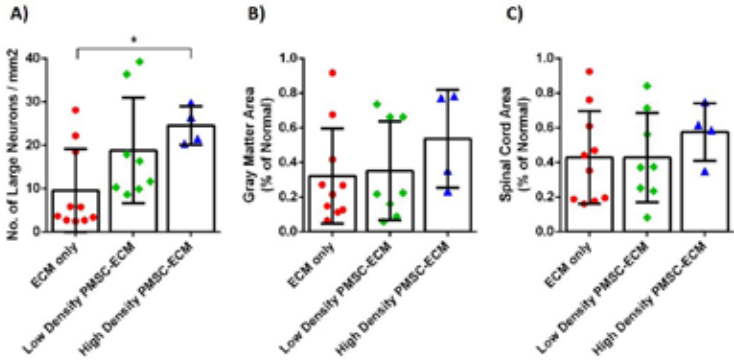 A)
No. of Large Neurons / mm2
40
30
20
10
0
*
ECM only
Low Density PMSC-ECM
High Density PMSC-ECM
B)
Gray Matter Area
(% of Normal)
1.0
0.8
0.6
0.4
0.2
0.0
ECM only
Low Density PMSC-ECM
High Density PMSC-ECM
C)
Spinal Cord Area
(% of Normal)
1.0
0.8
0.6
0.4
0.2
0.0
ECM only
Low Density PMSC-ECM
High Density PMSC-ECM